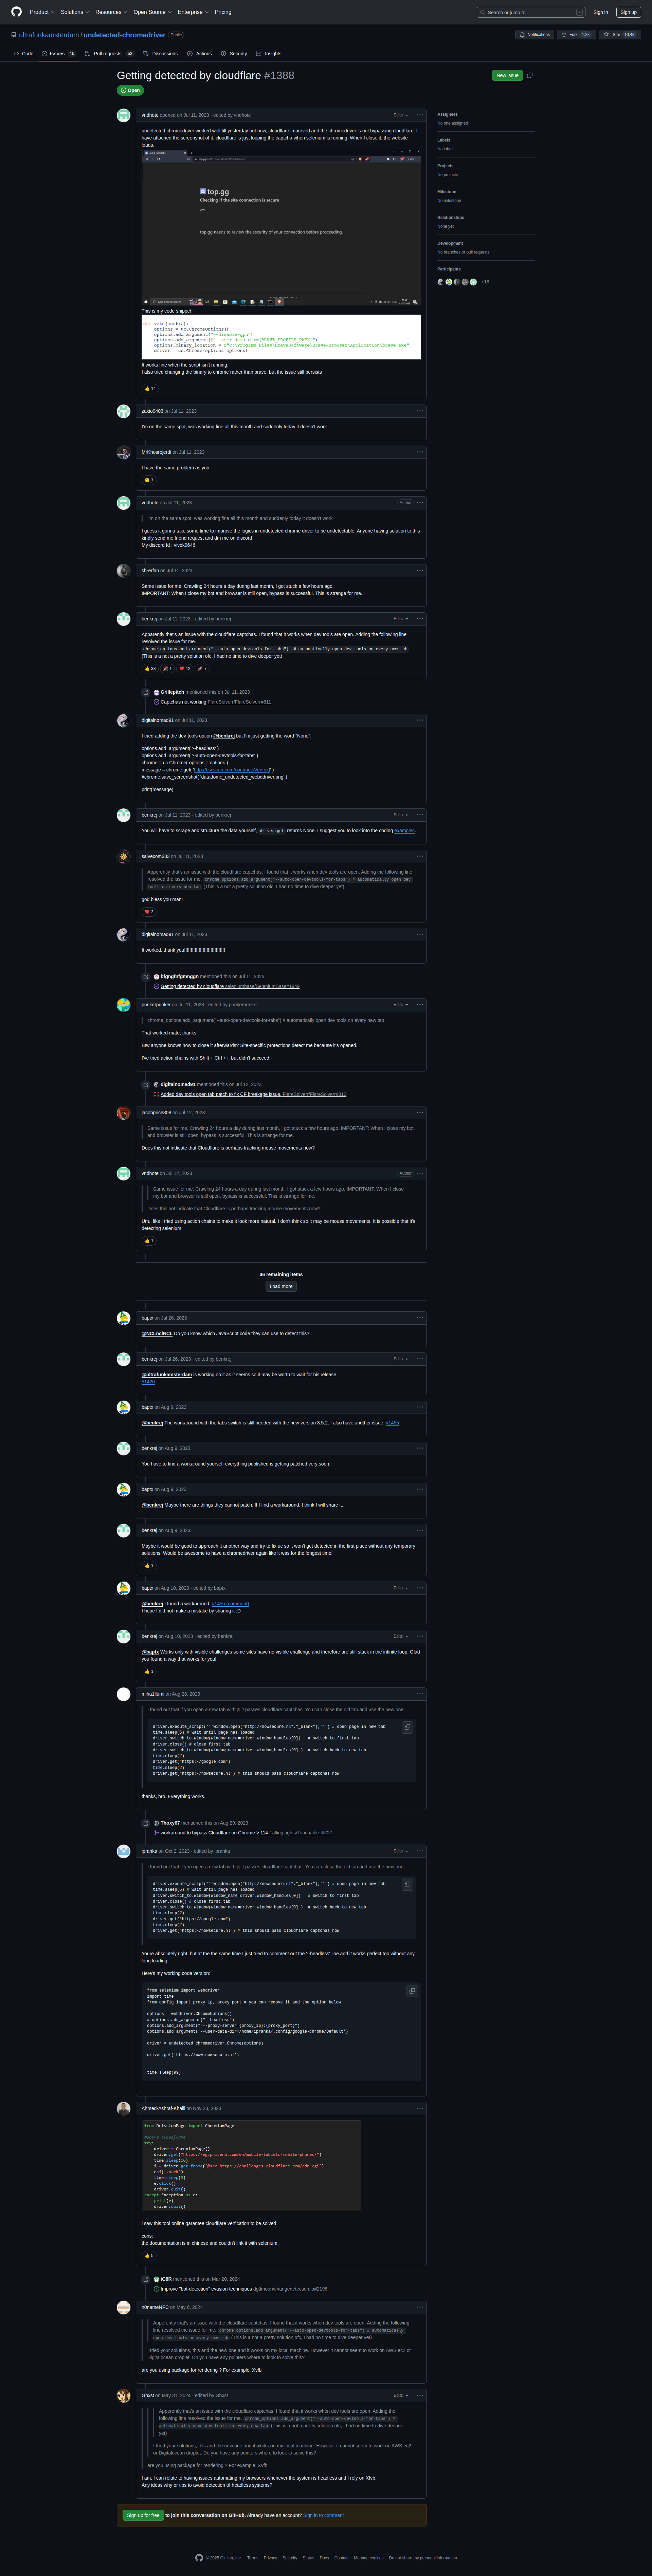 Product Solutions Resources Open Source Enterprise Pricing
Search or jump to... /
Sign in Sign up
ultrafunkamsterdam / undetected-chromedriver Public
Notifications Fork 1.2k Star 10.4k
Code Issues 1k Pull requests 53 Discussions Actions Security Insights
Getting detected by cloudflare #1388
New issue
Open
vndhote opened on Jul 11, 2023 · edited by vndhote Edits
undetected chromedriver worked well till yesterday but now, cloudflare improved and the chromedriver is not bypassing cloudflare. I
have attached the screenshot of it. cloudflare is just looping the captcha when selenium is running. When I close it, the website
loads.
top.gg
Checking if the site connection is secure
top.gg needs to review the security of your connection before proceeding.
This is my code snippet
options = uc.ChromeOptions()
options.add_argument("--disable-gpu")
options.add_argument(f"--user-data-dir={BRAVE_PROFILE_PATH}")
options.binary_location = r"C:\Program Files\BraveSoftware\Brave-Browser\Application\brave.exe"
driver = uc.Chrome(options=options)
It works fine when the script isn't running.
I also tried changing the binary to chrome rather than brave, but the issue still persists
14
Assignees
No one assigned
Labels
No labels
Projects
No projects
Milestone
No milestone
Relationships
None yet
Development
No branches or pull requests
Participants
+18
zakio0403 on Jul 11, 2023
I'm on the same spot, was working fine all this month and suddenly today it doesn't work
MrKhosrojerdi on Jul 11, 2023
I have the same problem as you
7
vndhote on Jul 11, 2023 Author
I'm on the same spot, was working fine all this month and suddenly today it doesn't work
I guess it gonna take some time to improve the logics in undetected chrome driver to be undetectable. Anyone having solution to this
kindly send me friend request and dm me on discord
My discord Id : vivek9646
sh-erfan on Jul 11, 2023
Same issue for me. Crawling 24 hours a day during last month, I got stuck a few hours ago.
IMPORTANT: When I close my bot and browser is still open, bypass is successful. This is strange for me.
benkrej on Jul 11, 2023 · edited by benkrej Edits
Apparently that's an issue with the cloudflare captchas. I found that it works when dev tools are open. Adding the following line
resolved the issue for me.
chrome_options.add_argument("--auto-open-devtools-for-tabs") # automatically open dev tools on every new tab
(This is a not a pretty solution ofc, I had no time to dive deeper yet)
33 1 12 7
Grillepitch mentioned this on Jul 11, 2023
Captchas not working FlareSolverr/FlareSolverr#811
digitalnomad91 on Jul 11, 2023
I tried adding the dev-tools option @benkrej but I'm just getting the word "None":
options.add_argument( '--headless' )
options.add_argument( '--auto-open-devtools-for-tabs' )
chrome = uc.Chrome( options = options )
message = chrome.get( 'http://bscscan.com/contractsVerified' )
#chrome.save_screenshot( 'datadome_undetected_webddriver.png' )
print(message)
benkrej on Jul 11, 2023 · edited by benkrej Edits
You will have to scrape and structure the data yourself, driver.get returns None. I suggest you to look into the coding examples.
salvecom333 on Jul 11, 2023
Apparently that's an issue with the cloudflare captchas. I found that it works when dev tools are open. Adding the following line
resolved the issue for me. chrome_options.add_argument("--auto-open-devtools-for-tabs") # automatically open dev
tools on every new tab (This is a not a pretty solution ofc, I had no time to dive deeper yet)
god bless you man!
3
digitalnomad91 on Jul 11, 2023
It worked, thank you!!!!!!!!!!!!!!!!!!!!!!!!!!!!!!!!!
bfgngfnfgnnnggn mentioned this on Jul 11, 2023
Getting detected by cloudflare seleniumbase/SeleniumBase#1948
punkerpunker on Jul 11, 2023 · edited by punkerpunker Edits
chrome_options.add_argument("--auto-open-devtools-for-tabs") # automatically open dev tools on every new tab
That worked mate, thanks!
Btw anyone knows how to close it afterwards? Site-specific protections detect me because it's opened.
I've tried action chains with Shift + Ctrl + i, but didn't succeed
digitalnomad91 mentioned this on Jul 12, 2023
Added dev tools open tab patch to fix CF breakage issue. FlareSolverr/FlareSolverr#812
jacobprice808 on Jul 12, 2023
Same issue for me. Crawling 24 hours a day during last month, I got stuck a few hours ago. IMPORTANT: When I close my bot
and browser is still open, bypass is successful. This is strange for me.
Does this not indicate that Cloudflare is perhaps tracking mouse movements now?
vndhote on Jul 12, 2023 Author
Same issue for me. Crawling 24 hours a day during last month, I got stuck a few hours ago. IMPORTANT: When I close
my bot and browser is still open, bypass is successful. This is strange for me.
Does this not indicate that Cloudflare is perhaps tracking mouse movements now?
Um.. like I tried using action chains to make it look more natural. I don't think so it may be mouse movements. It is possible that it's
detecting selenium.
1
36 remaining items
Load more
baptx on Jul 26, 2023
@NCLnclNCL Do you know which JavaScript code they can use to detect this?
benkrej on Jul 26, 2023 · edited by benkrej Edits
@ultrafunkamsterdam is working on it as it seems so it may be worth to wait for his release.
#1420
baptx on Aug 9, 2023
@benkrej The workaround with the tabs switch is still needed with the new version 3.5.2. I also have another issue: #1455.
benkrej on Aug 9, 2023
You have to find a workaround yourself everything published is getting patched very soon.
baptx on Aug 9, 2023
@benkrej Maybe there are things they cannot patch. If I find a workaround, I think I will share it.
benkrej on Aug 9, 2023
Maybe it would be good to approach it another way and try to fix uc so it won't get detected in the first place without any temporary
solutions. Would be awesome to have a chromedriver again like it was for the longest time!
1
baptx on Aug 10, 2023 · edited by baptx Edits
@benkrej I found a workaround: #1455 (comment)
I hope I did not make a mistake by sharing it :D
benkrej on Aug 10, 2023 · edited by benkrej Edits
@baptx Works only with visible challenges some sites have no visible challenge and therefore are still stuck in the infinite loop. Glad
you found a way that works for you!
1
miha1llumi on Aug 28, 2023
I found out that if you open a new tab with js it passes cloudflare captchas. You can close the old tab and use the new one.
driver.execute_script('''window.open("http://nowsecure.nl","_blank");''') # open page in new tab
time.sleep(5) # wait until page has loaded
driver.switch_to.window(window_name=driver.window_handles[0]) # switch to first tab
driver.close() # close first tab
driver.switch_to.window(window_name=driver.window_handles[0] ) # switch back to new tab
time.sleep(2)
driver.get("https://google.com")
time.sleep(2)
driver.get("https://nowsecure.nl") # this should pass cloudflare captchas now
thanks, bro. Everything works.
Thoxy67 mentioned this on Aug 29, 2023
workaround to bypass Cloudflare on Chrome > 114
iprahka on Oct 2, 2023 · edited by iprahka Edits
I found out that if you open a new tab with js it passes cloudflare captchas. You can close the old tab and use the new one.
driver.execute_script('''window.open("http://nowsecure.nl","_blank");''') # open page in new tab
time.sleep(5) # wait until page has loaded
driver.switch_to.window(window_name=driver.window_handles[0]) # switch to first tab
driver.close() # close first tab
driver.switch_to.window(window_name=driver.window_handles[0] ) # switch back to new tab
time.sleep(2)
driver.get("https://google.com")
time.sleep(2)
driver.get("https://nowsecure.nl") # this should pass cloudflare captchas now
Youre absolutely right, but at the same time I just tried to comment out the '--headless' line and it works perfect too without any
long loading
Here's my working code version:
from selenium import webdriver
import time
from config import proxy_ip, proxy_port # you can remove it and the option below
options = webdriver.ChromeOptions()
# options.add_argument("--headless")
options.add_argument(f"--proxy-server={proxy_ip}:{proxy_port}")
options.add_argument("--user-data-dir=/home/iprahka/.config/google-chrome/Default")
driver = undetected_chromedriver.Chrome(options)
driver.get('https://www.nowsecure.nl')
time.sleep(99)
Ahmed-Ashraf-Khalil on Nov 23, 2023
from DrissionPage import ChromiumPage
#solve cloudflare
try:
driver = ChromiumPage()
time.sleep(30)
driver.quit()
except Exception as e:
print(e)
driver.quit()
i saw this tool online garantee cloudflare verfication to be solved
cons:
the documentation is in chinese and couldn't link it with selenium.
6
iG8R mentioned this on Mar 20, 2024
Improve "bot-detection" evasion techniques dgtlmoon/changedetection.io#2198
n0nameNPC on May 6, 2024
Apparently that's an issue with the cloudflare captchas. I found that it works when dev tools are open. Adding the following
line resolved the issue for me. chrome_options.add_argument("--auto-open-devtools-for-tabs") # automatically
open dev tools on every new tab (This is a not a pretty solution ofc, I had no time to dive deeper yet)
I tried your solutions, this and the new one and it works on my local machine. However it cannot seem to work on AWS ec2 or
Digitalocean droplet. Do you have any pointers where to look to solve this?
are you using package for rendering ? For example: Xvfb
Ghost on May 31, 2024 · edited by Ghost Edits
Apparently that's an issue with the cloudflare captchas. I found that it works when dev tools are open. Adding the
following line resolved the issue for me. chrome_options.add_argument("--auto-open-devtools-for-tabs") #
automatically open dev tools on every new tab (This is a not a pretty solution ofc, I had no time to dive deeper
yet)
I tried your solutions, this and the new one and it works on my local machine. However it cannot seem to work on AWS ec2
or Digitalocean droplet. Do you have any pointers where to look to solve this?
are you using package for rendering ? For example: Xvfb
I am, I can relate to having issues automating my browsers whenever the system is headless and I rely on Xfvb.
Any ideas why or tips to avoid detection of headless systems?
Sign up for free to join this conversation on GitHub. Already have an account? Sign in to comment
© 2025 GitHub, Inc. Terms Privacy Security Status Docs Contact Manage cookies Do not share my personal information